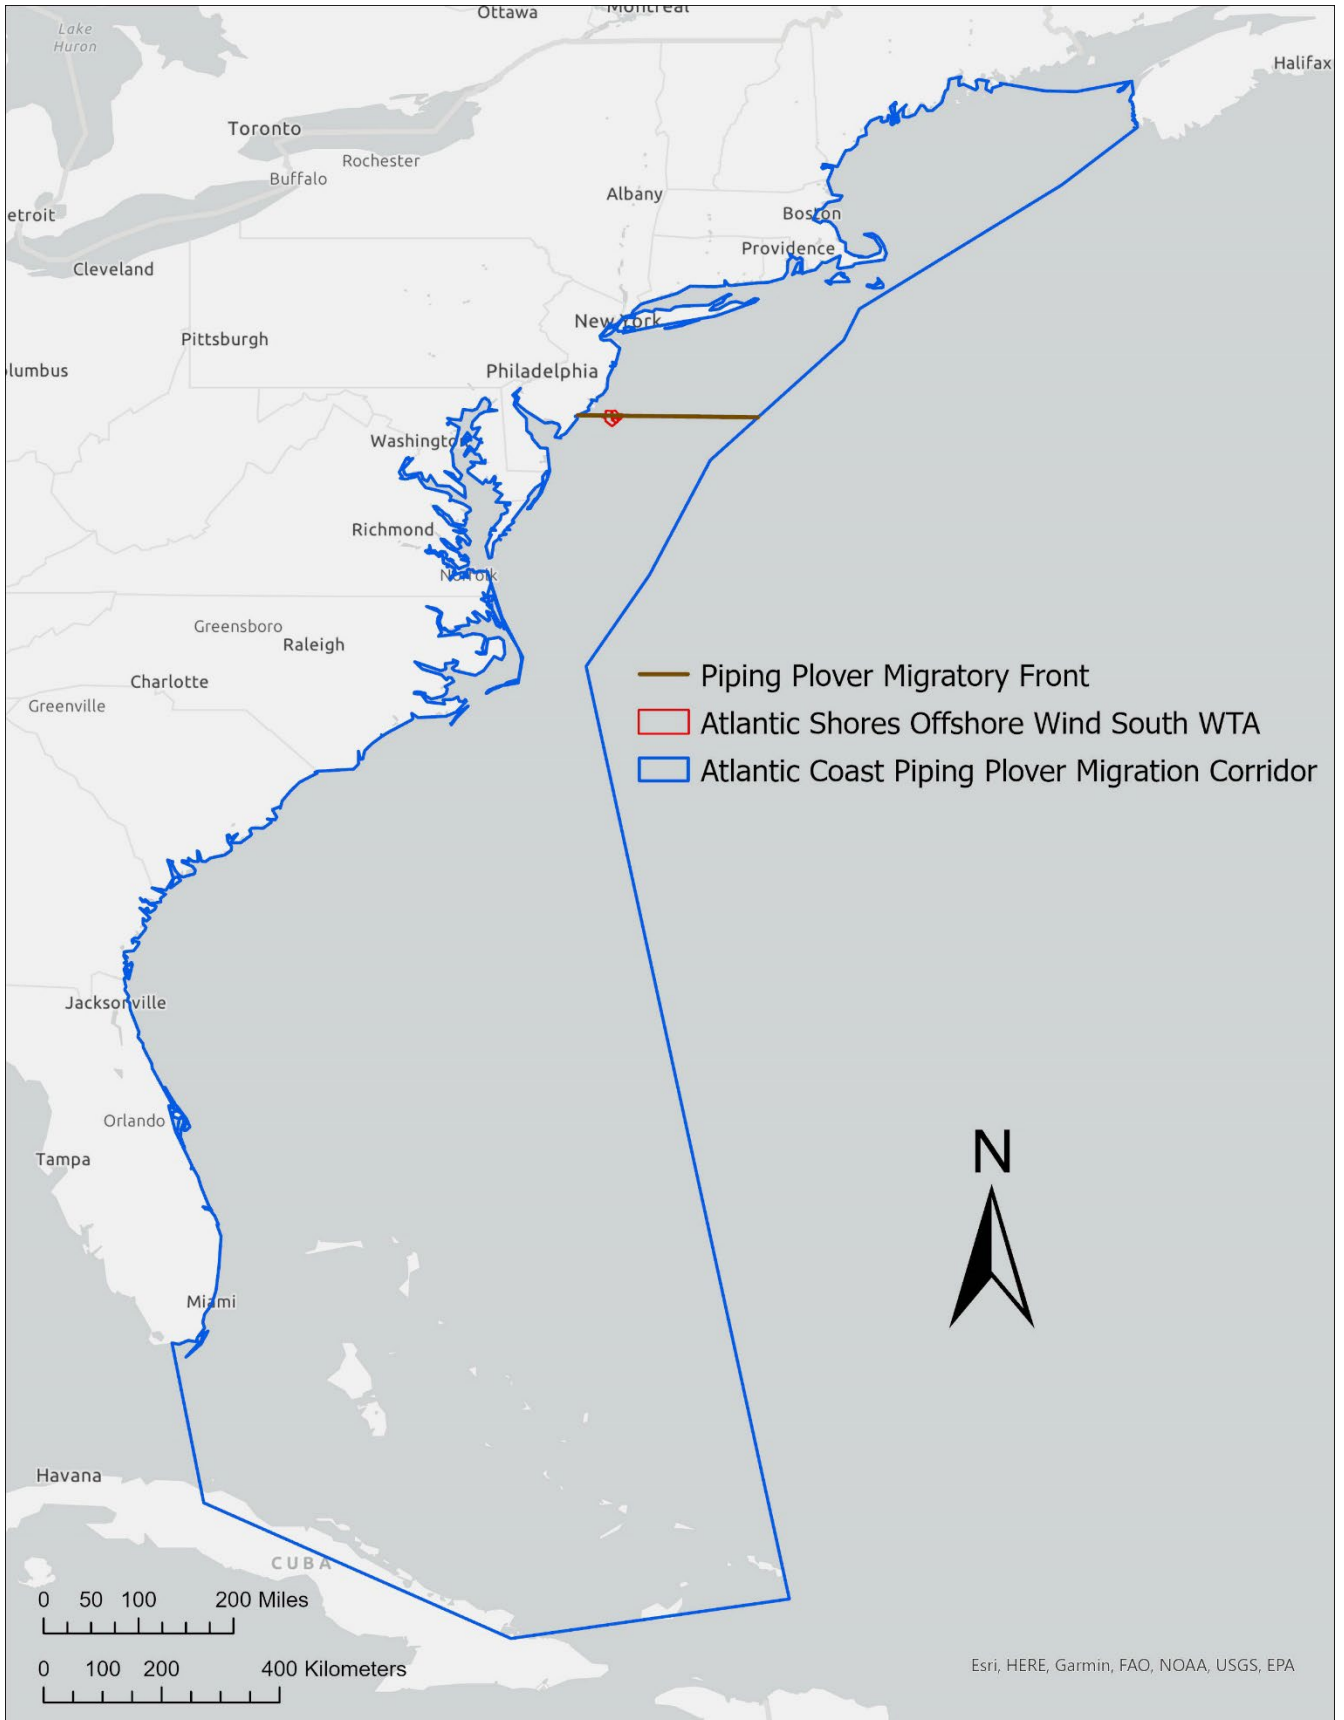 Ottawa
Montreal
Lake
Huron
Halifax
Toronto
Rochester
Buffalo
Albany
etroit
Boston
Providence
Cleveland
New York
Pittsburgh
lumbus
Philadelphia
Washington
Richmond
Norfolk
Greensboro
Raleigh
Charlotte
Greenville
Piping Plover Migratory Front
Atlantic Shores Offshore Wind South WTA
Atlantic Coast Piping Plover Migration Corridor
Jacksonville
Orlando
Tampa
N
Miami
Havana
CUBA
0 50 100 200 Miles
0 100 200 400 Kilometers
Esri, HERE, Garmin, FAO, NOAA, USGS, EPA